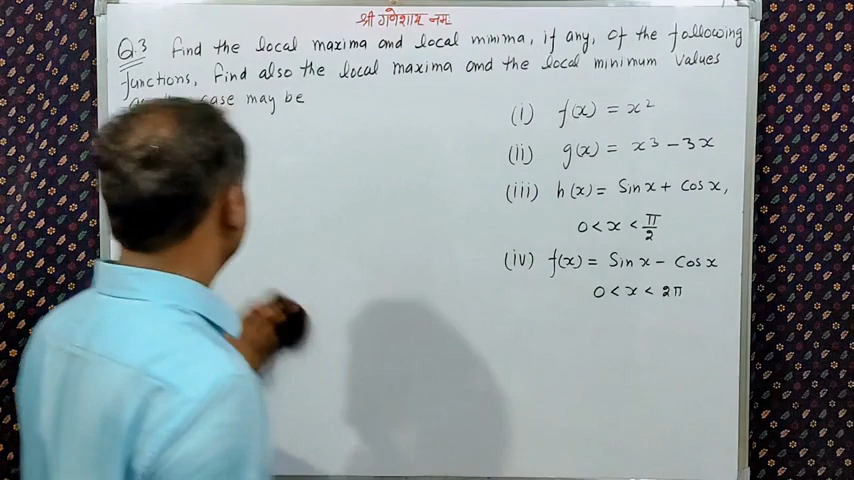 श्री गणेशाय नमः
Q.3 Find the local maxima and local minima, if any, of the following
functions, Find also the local maxima and the local minimum values
case may be
(i) f(x) = x²
(ii) g(x) = x³ - 3x
(iii) h(x) = Sin x + Cos x,
0 < x < π/2
(iv) f(x) = Sin x - Cos x
0 < x < 2π